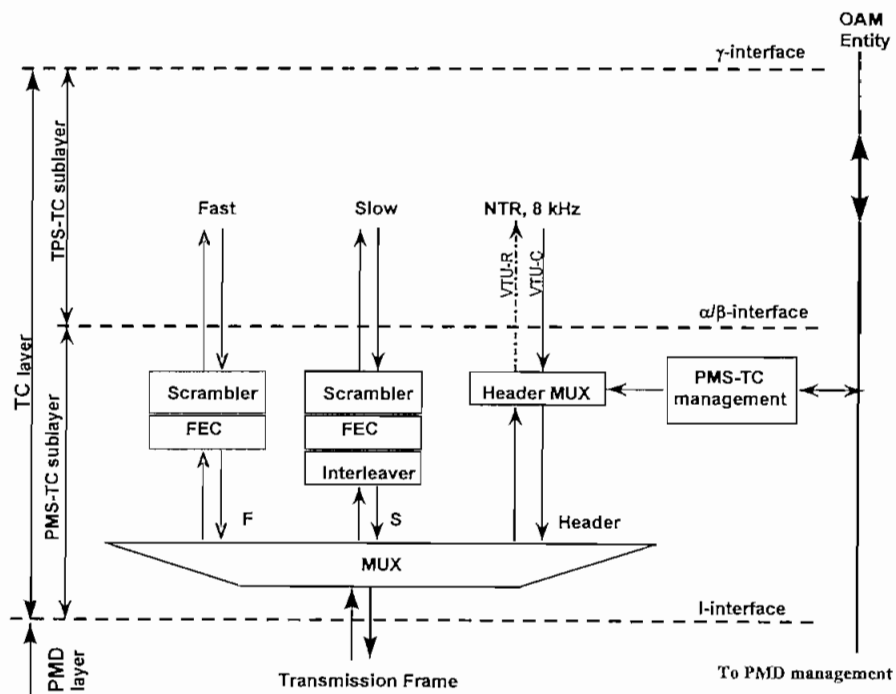 OAM
Entity
γ-interface
TPS-TC sublayer
Fast
Slow
NTR, 8 kHz
VTU-R
VTU-C
α/β-interface
TC layer
PMS-TC sublayer
Scrambler
FEC
Scrambler
FEC
Interleaver
Header MUX
PMS-TC
management
F
S
Header
MUX
I-interface
PMD
layer
Transmission Frame
To PMD management